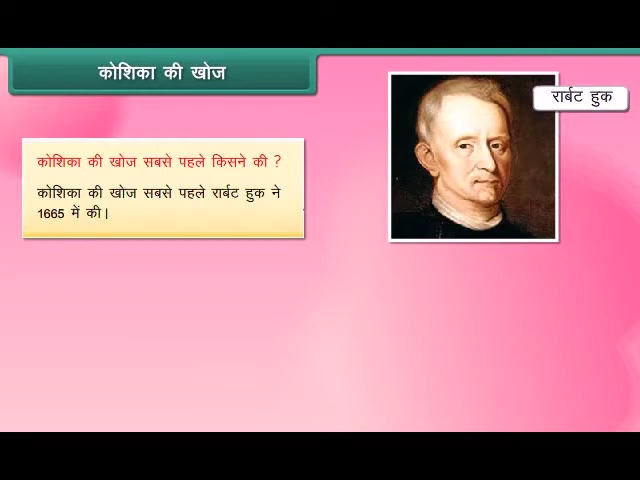 कोशिका की खोज
रार्बट हुक
कोशिका की खोज सबसे पहले किसने की ?
कोशिका की खोज सबसे पहले रार्बट हुक ने
1665 में की।